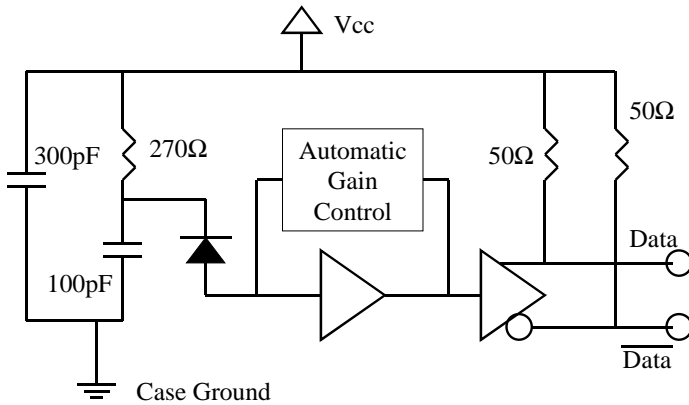 Vcc
50Ω
300pF
270Ω
Automatic
Gain
Control
50Ω
Data
100pF
Data
Case Ground